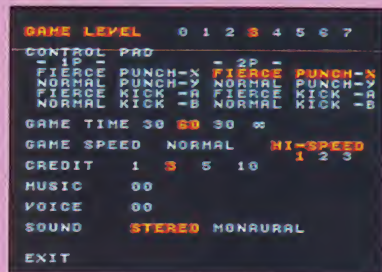 GAME LEVEL 0 1 2 3 4 5 6 7
CONTROL PAD
- 1P - - 2P -
FIERCE PUNCH-X FIERCE PUNCH-X
NORMAL PUNCH-Y NORMAL PUNCH-Y
FIERCE KICK -A FIERCE KICK -A
NORMAL KICK -B NORMAL KICK -B
GAME TIME 30 60 90 ∞
GAME SPEED NORMAL HI-SPEED
1 2 3
CREDIT 1 3 5 10
MUSIC 00
VOICE 00
SOUND STEREO MONAURAL
EXIT